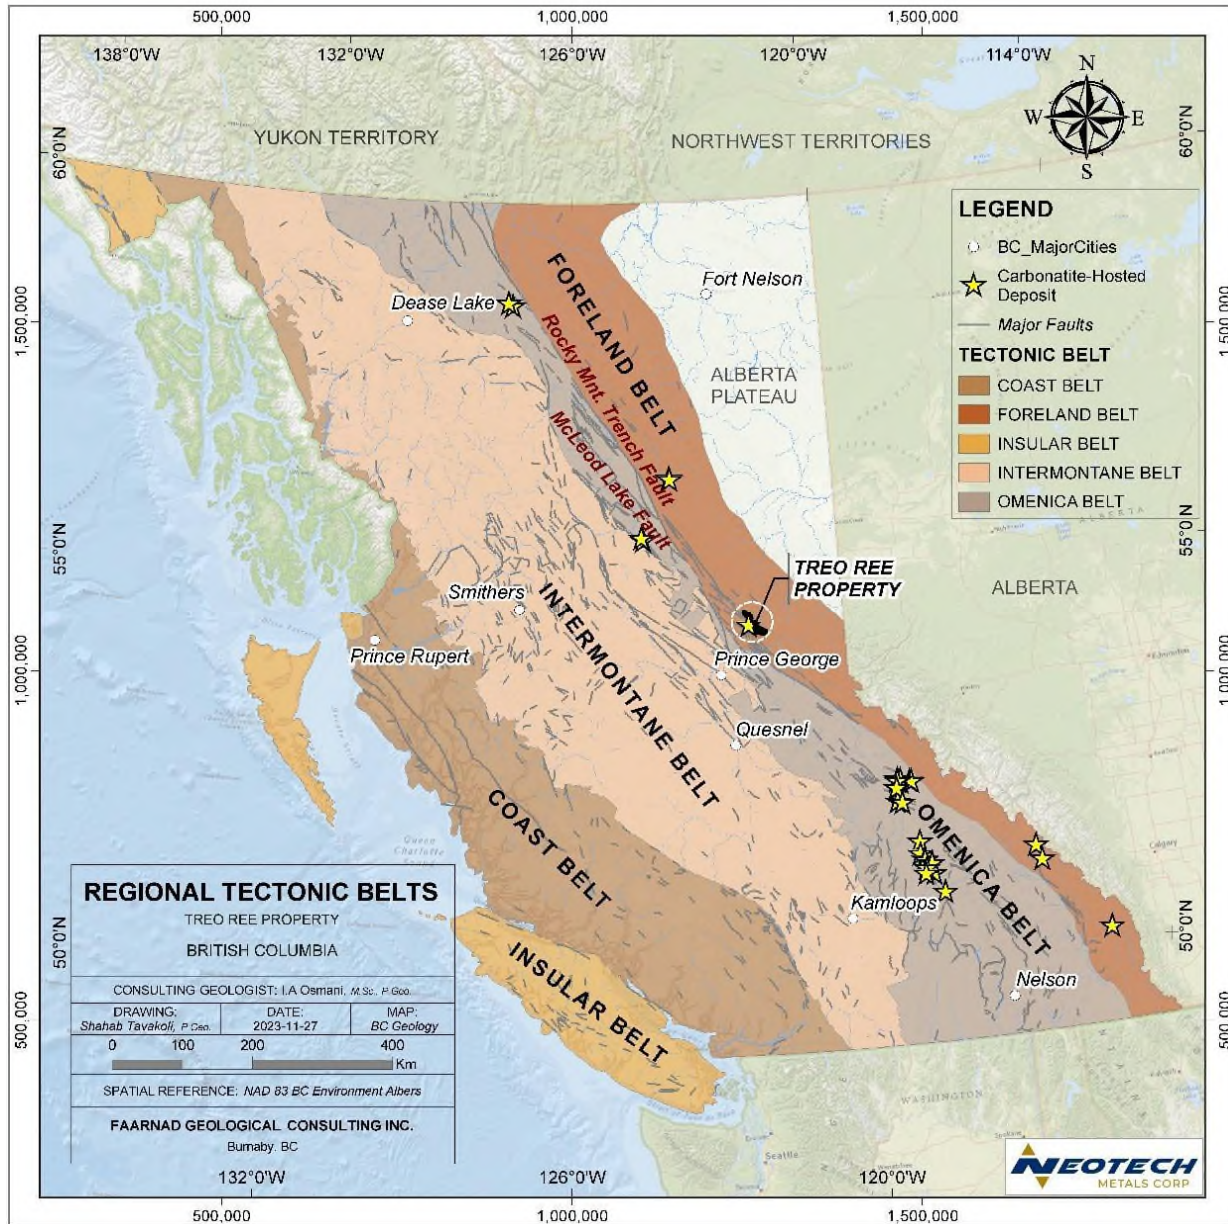 500,000
1,000,000
1,500,000
138°0'W
132°0'W
126°0'W
120°0'W
114°0'W
N
W
E
S
60°0'N
60°0'N
YUKON TERRITORY
NORTHWEST TERRITORIES
LEGEND
BC_MajorCities
Carbonatite-Hosted
Deposit
Major Faults
TECTONIC BELT
COAST BELT
FORELAND BELT
INSULAR BELT
INTERMONTANE BELT
OMENICA BELT
Fort Nelson
Dease Lake
1,500,000
1,500,000
FORELAND BELT
Rocky Mnt. Trench Fault
McLeod Lake Fault
ALBERTA
PLATEAU
ALBERTA
55°0'N
55°0'N
TREO REE
PROPERTY
Smithers
Prince Rupert
Prince George
Quesnel
1,000,000
1,000,000
INTERMONTANE BELT
COAST BELT
OMENICA BELT
INSULAR BELT
Calgary
Kamloops
Nelson
50°0'N
50°0'N
500,000
500,000
REGIONAL TECTONIC BELTS
TREO REE PROPERTY
BRITISH COLUMBIA
CONSULTING GEOLOGIST: I.A Osmani, M.Sc., P.Geo.
DRAWING:
Shahab Tavakoli, P.Geo.
DATE:
2023-11-27
MAP:
BC Geology
0 100 200 400
Km
SPATIAL REFERENCE: NAD 83 BC Environment Albers
FAARNAD GEOLOGICAL CONSULTING INC.
Burnaby, BC
WASHINGTON
Seattle
NEOTECH
METALS CORP
132°0'W
126°0'W
120°0'W
500,000
1,000,000
1,500,000